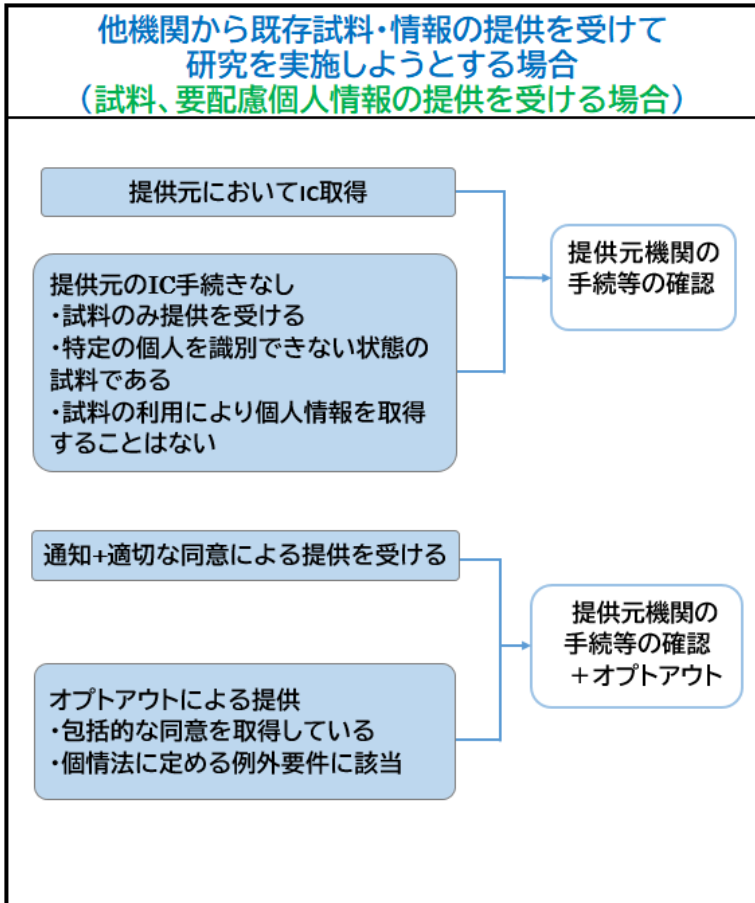 他機関から既存試料・情報の提供を受けて
研究を実施しようとする場合
（試料、要配慮個人情報の提供を受ける場合）
提供元においてIC取得
提供元のIC手続きなし
・試料のみ提供を受ける
・特定の個人を識別できない状態の
試料である
・試料の利用により個人情報を取得
することはない
提供元機関の
手続等の確認
通知+適切な同意による提供を受ける
オプトアウトによる提供
・包括的な同意を取得している
・個情法に定める例外要件に該当
提供元機関の
手続等の確認
＋オプトアウト